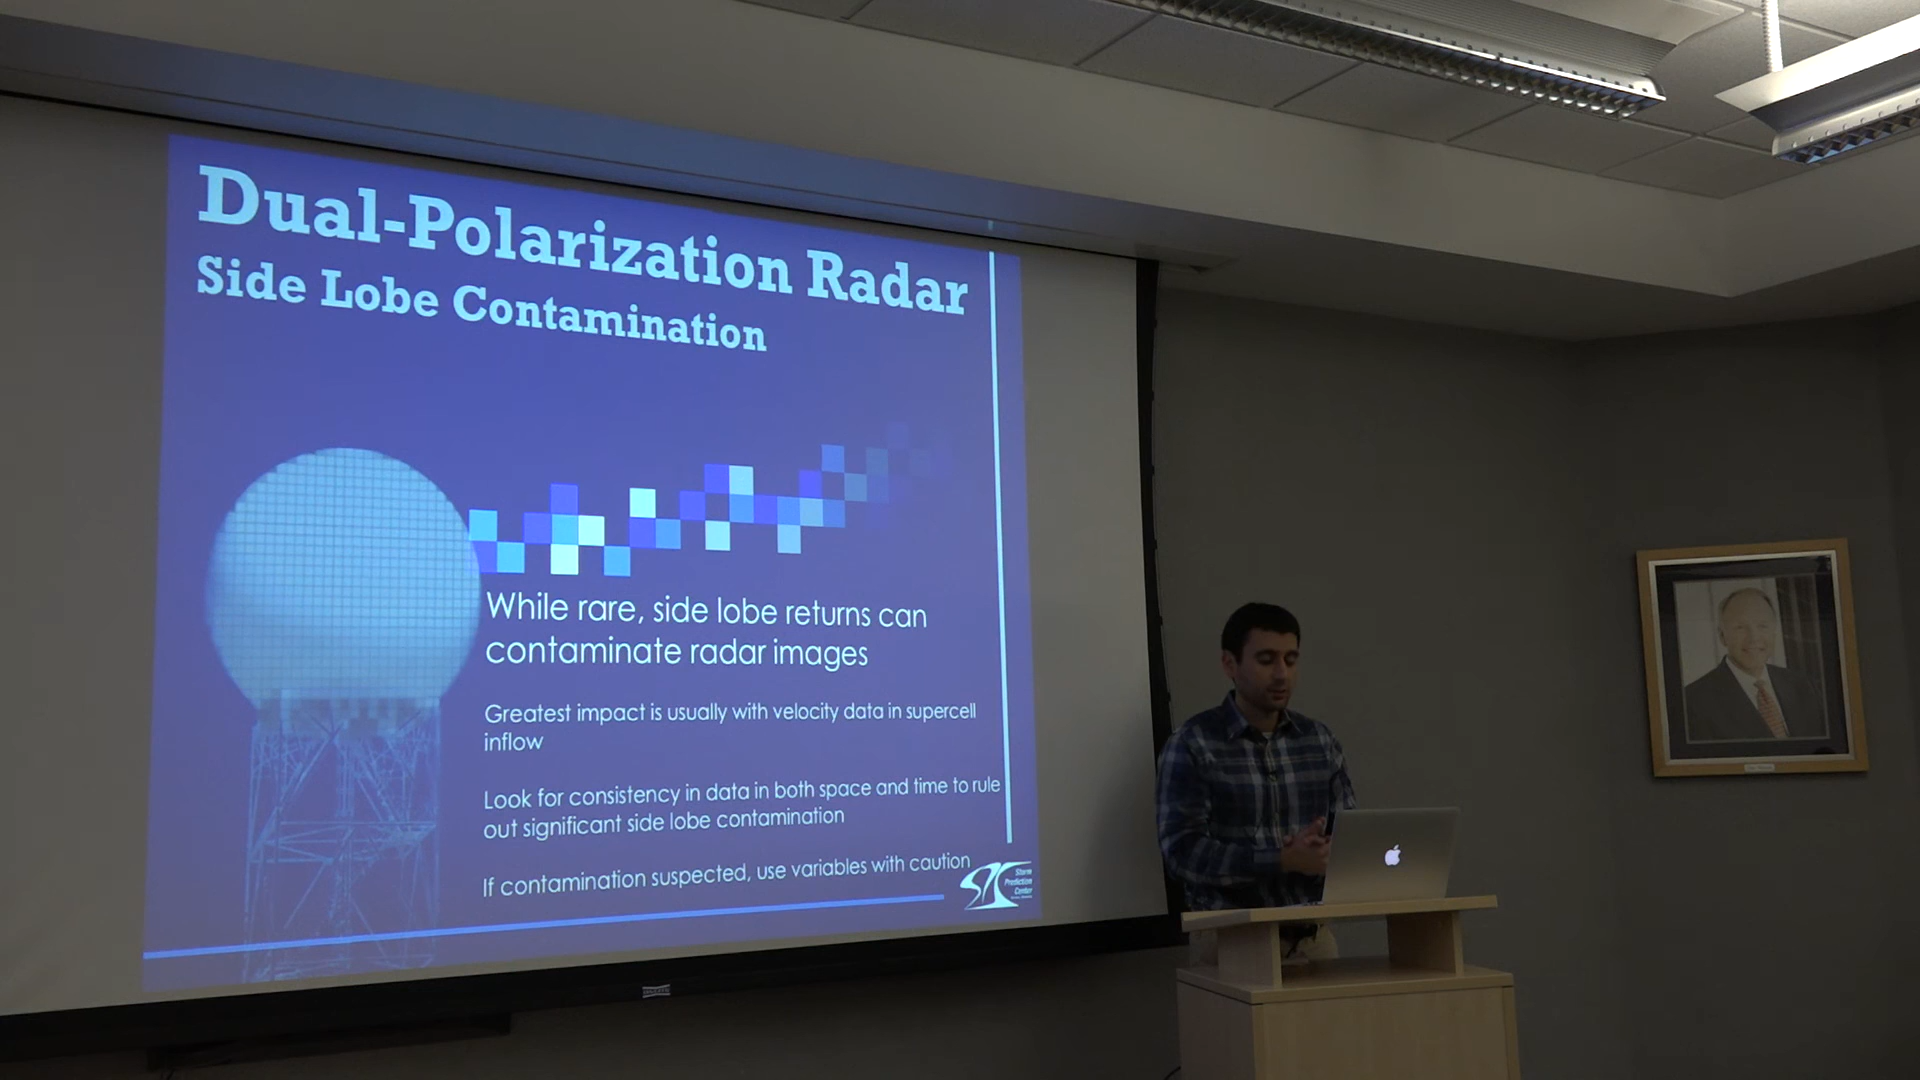 Dual-Polarization Radar
Side Lobe Contamination
While rare, side lobe returns can
contaminate radar images
Greatest impact is usually with velocity data in supercell
inflow
Look for consistency in data in both space and time to rule
out significant side lobe contamination
If contamination suspected, use variables with caution
SPC
Storm
Prediction
Center